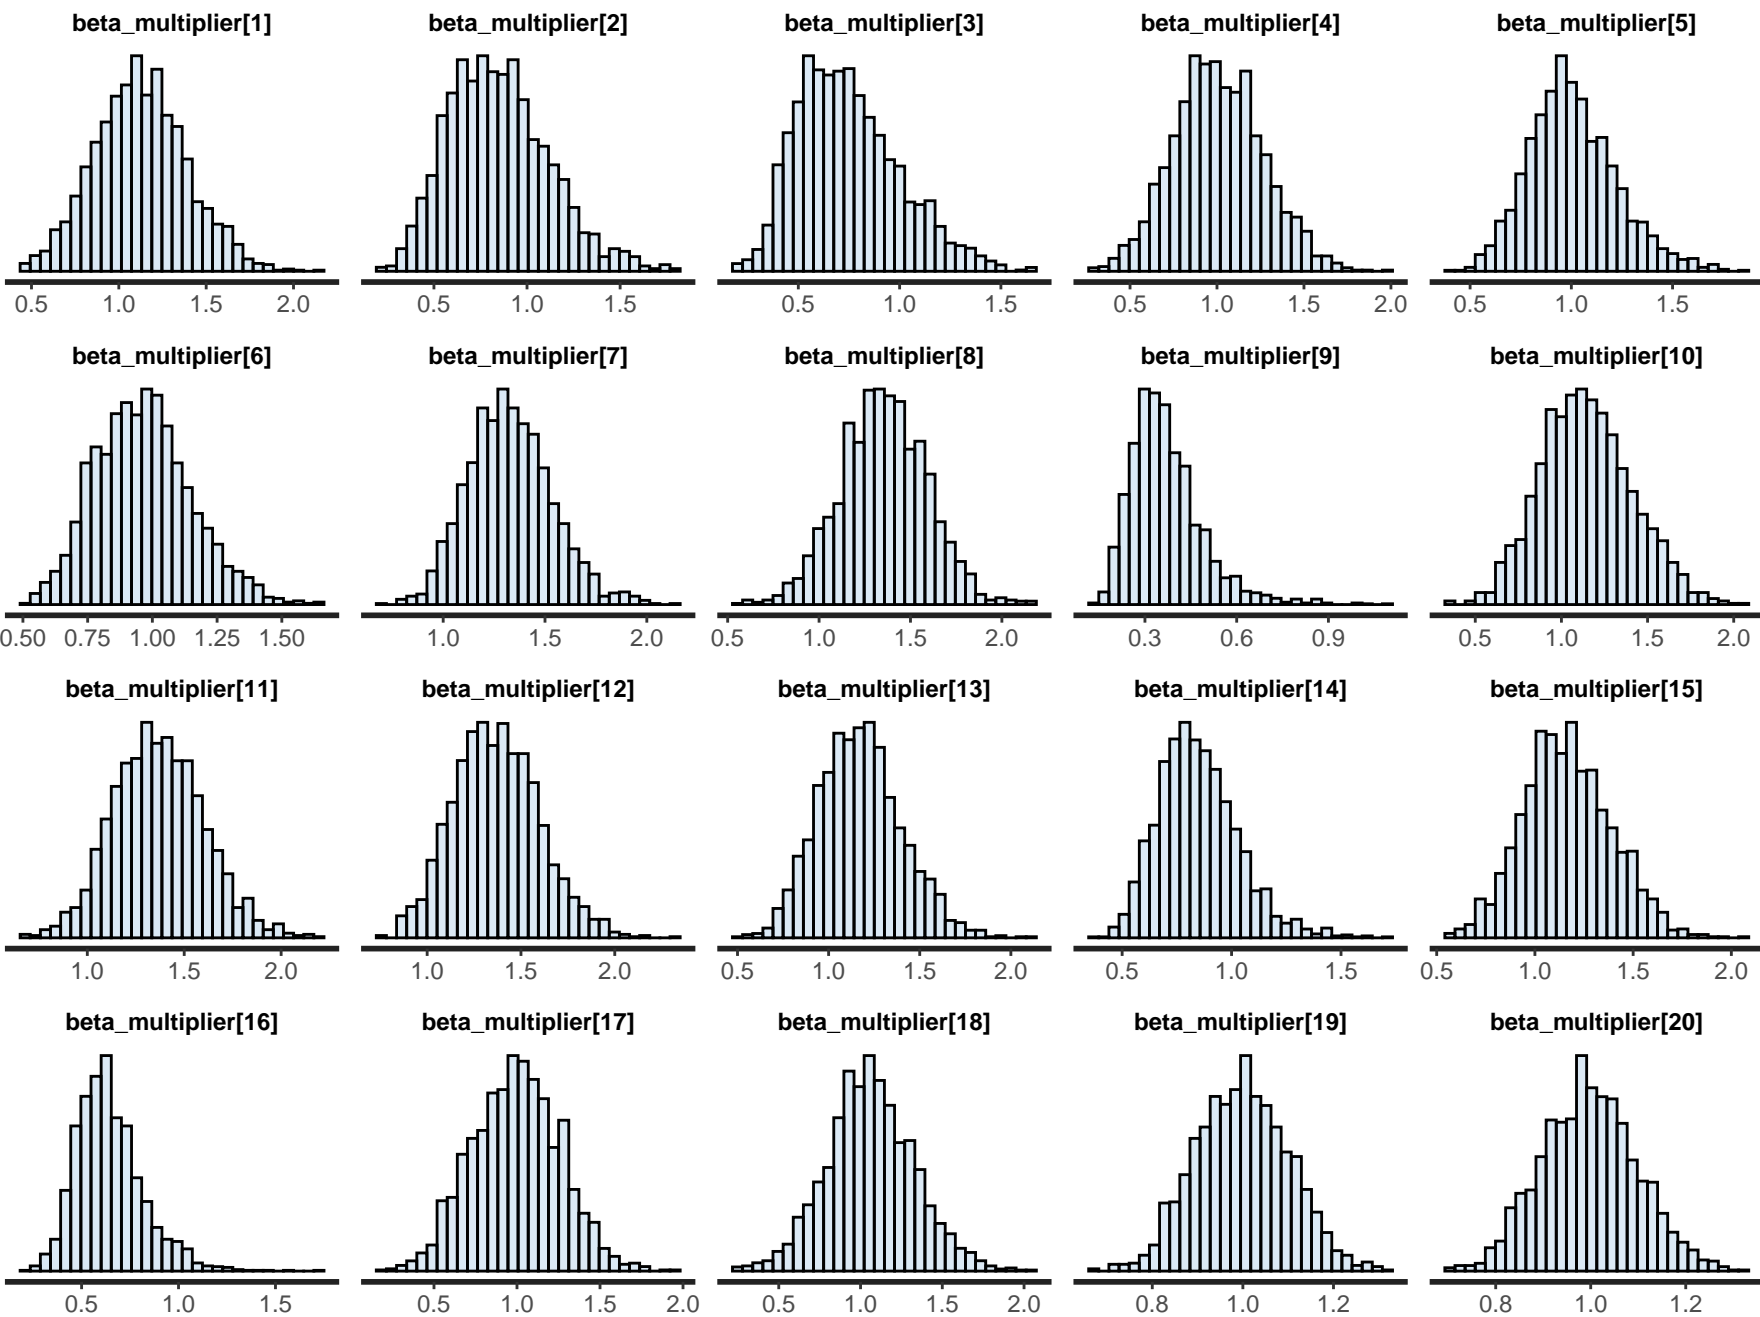 beta_multiplier[1] beta_multiplier[2] beta_multiplier[3] beta_multiplier[4] beta_multiplier[5]
0.5 1.0 1.5 2.0 0.5 1.0 1.5 0.5 1.0 1.5 0.5 1.0 1.5 2.0 0.5 1.0 1.5
beta_multiplier[6] beta_multiplier[7] beta_multiplier[8] beta_multiplier[9] beta_multiplier[10]
0.50 0.75 1.00 1.25 1.50 1.0 1.5 2.0 0.5 1.0 1.5 2.0 0.3 0.6 0.9 0.5 1.0 1.5 2.0
beta_multiplier[11] beta_multiplier[12] beta_multiplier[13] beta_multiplier[14] beta_multiplier[15]
1.0 1.5 2.0 1.0 1.5 2.0 0.5 1.0 1.5 2.0 0.5 1.0 1.5 0.5 1.0 1.5 2.0
beta_multiplier[16] beta_multiplier[17] beta_multiplier[18] beta_multiplier[19] beta_multiplier[20]
0.5 1.0 1.5 0.5 1.0 1.5 2.0 0.5 1.0 1.5 2.0 0.8 1.0 1.2 0.8 1.0 1.2